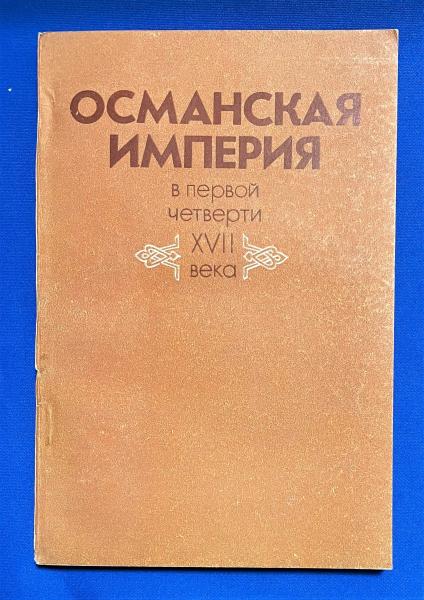 ОСМАНСКАЯ
ИМПЕРИЯ
в первой
четверти
XVII
века